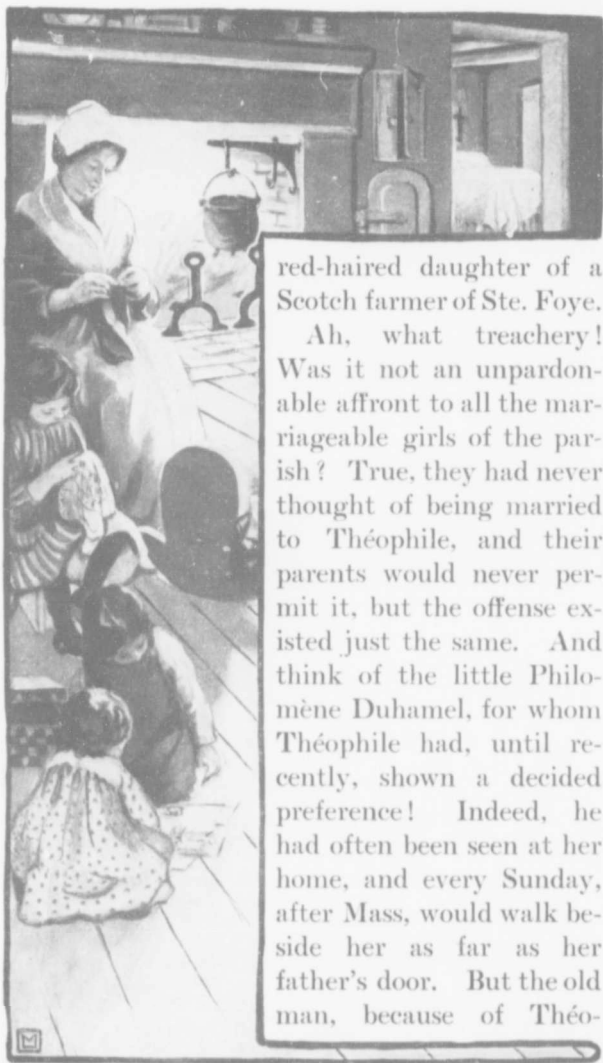 red-haired daughter of a
Scotch farmer of Ste. Foye.
Ah, what treachery!
Was it not an unpardon-
able affront to all the mar-
riageable girls of the par-
ish? True, they had never
thought of being married
to Théophile, and their
parents would never per-
mit it, but the offense ex-
isted just the same. And
think of the little Philo-
mène Duhamel, for whom
Théophile had, until re-
cently, shown a decided
preference! Indeed, he
had often been seen at her
home, and every Sunday,
after Mass, would walk be-
side her as far as her
father's door. But the old
man, because of Théo-